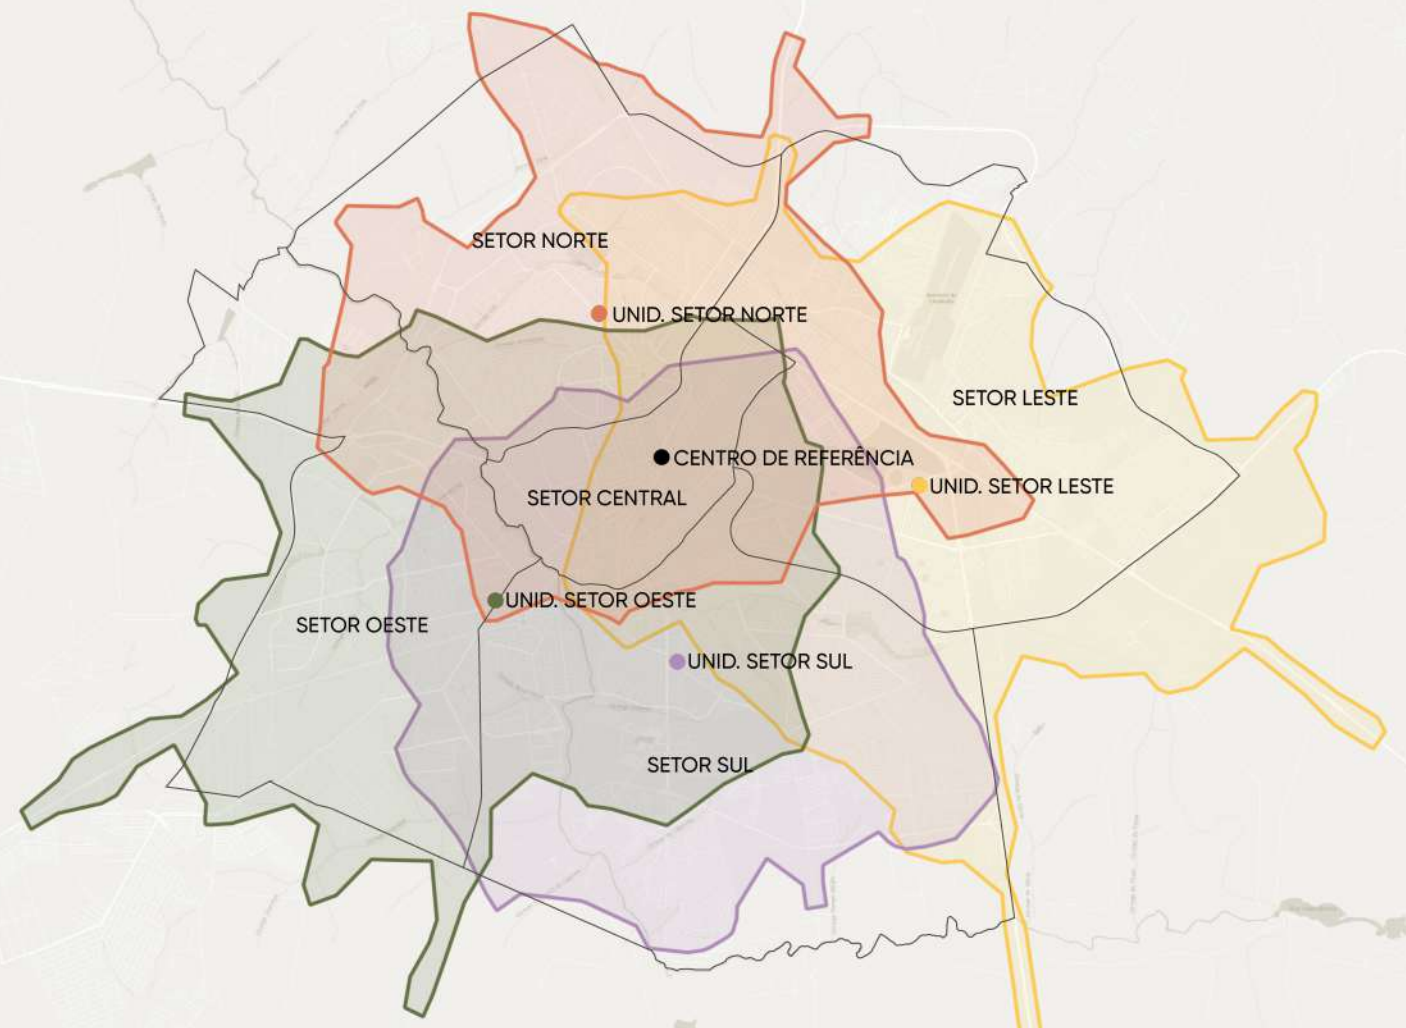 SETOR NORTE
UNID. SETOR NORTE
SETOR LESTE
CENTRO DE REFERÊNCIA
UNID. SETOR LESTE
SETOR CENTRAL
UNID. SETOR OESTE
SETOR OESTE
UNID. SETOR SUL
SETOR SUL